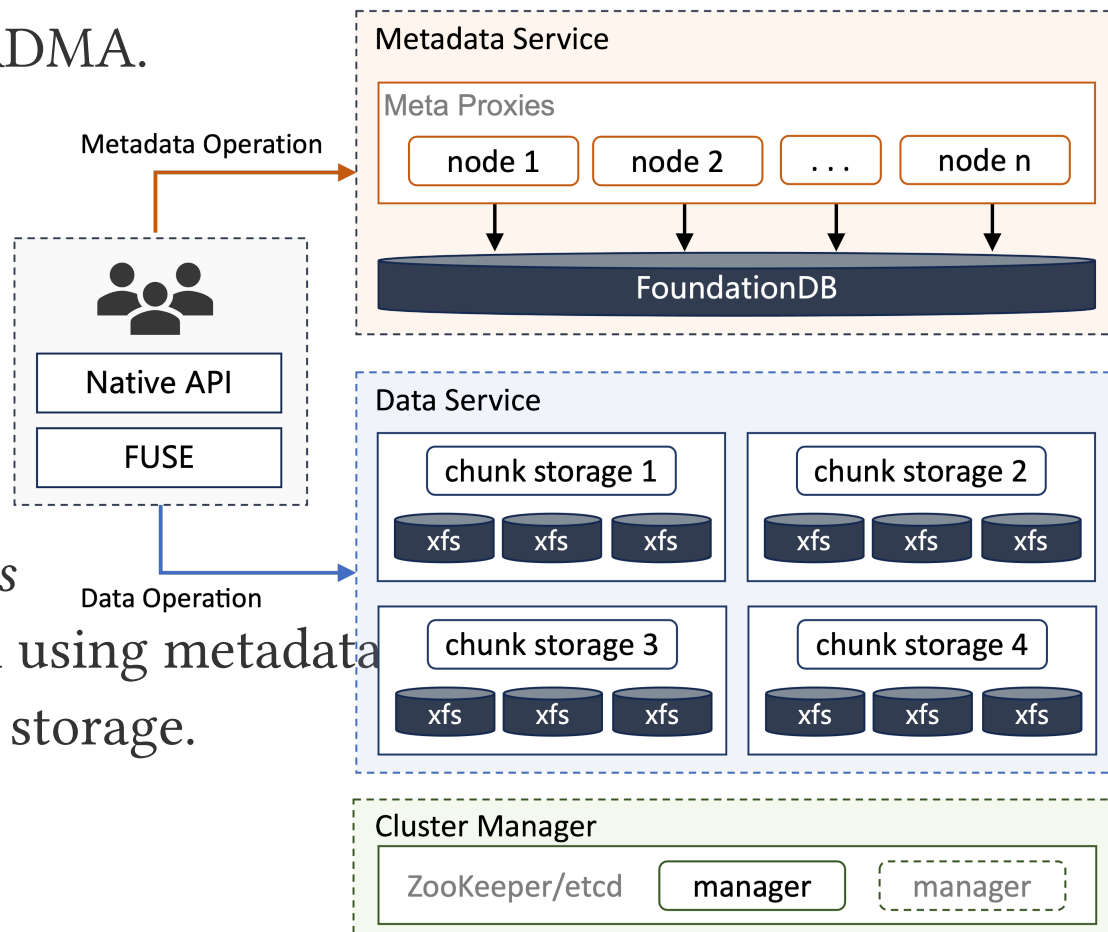 RDMA.
Metadata Operation
Native API
FUSE
Data Operation
s
using metadata
storage.
Metadata Service
Meta Proxies
node 1 node 2 ... node n
FoundationDB
Data Service
chunk storage 1
xfs xfs xfs
chunk storage 2
xfs xfs xfs
chunk storage 3
xfs xfs xfs
chunk storage 4
xfs xfs xfs
Cluster Manager
ZooKeeper/etcd manager manager